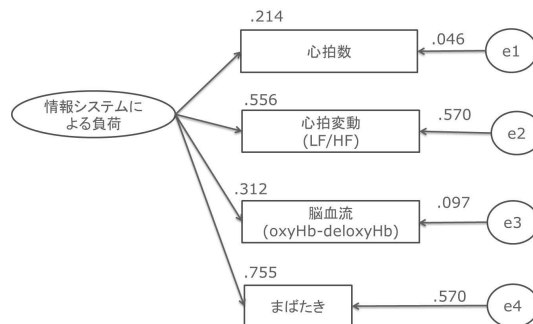 .214
心拍数
.046
e1
情報システムに
よる負荷
.556
心拍変動
(LF/HF)
.570
e2
.312
脳血流
(oxyHb-deloxyHb)
.097
e3
.755
まばたき
.570
e4